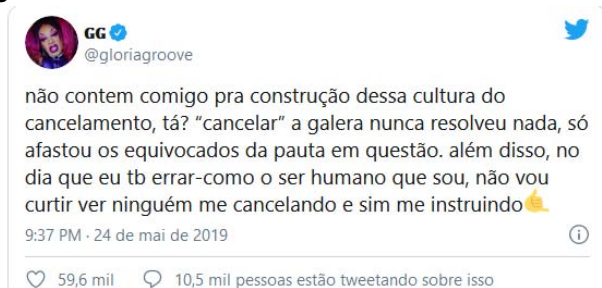 GG
@gloriagroove
não contem comigo pra construção dessa cultura do
cancelamento, tá? “cancelar” a galera nunca resolveu nada, só
afastou os equivocados da pauta em questão. além disso, no
dia que eu tb errar-como o ser humano que sou, não vou
curtir ver ninguém me cancelando e sim me instruindo🤙
9:37 PM · 24 de mai de 2019
59,6 mil 10,5 mil pessoas estão tweetando sobre isso